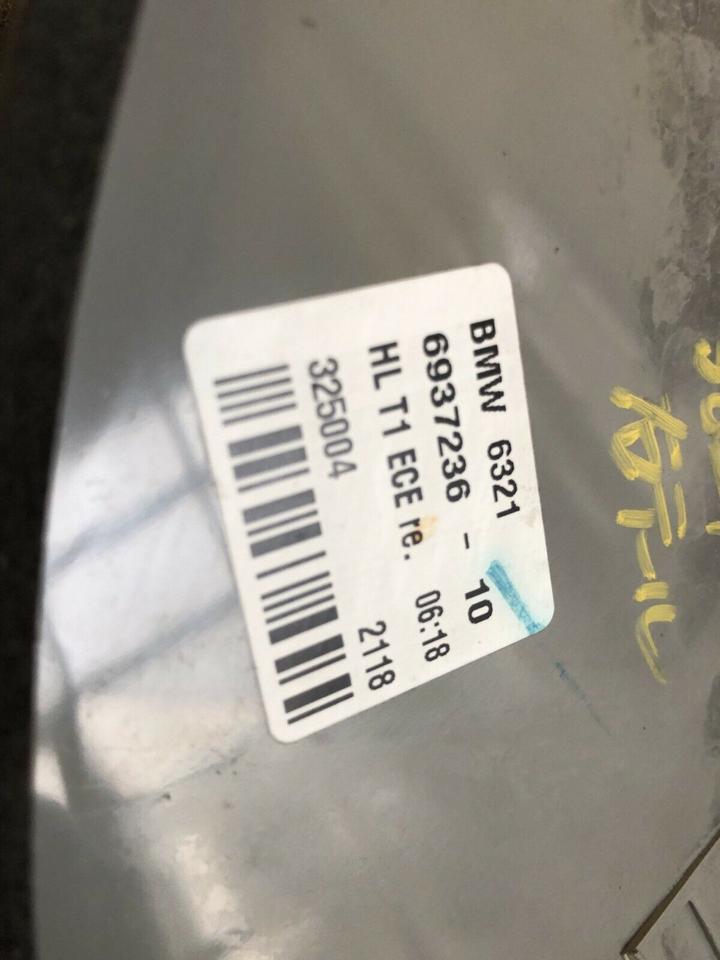 BMW 6321
6937236 - 10
HL T1 ECE re. 06:18
325004 2118